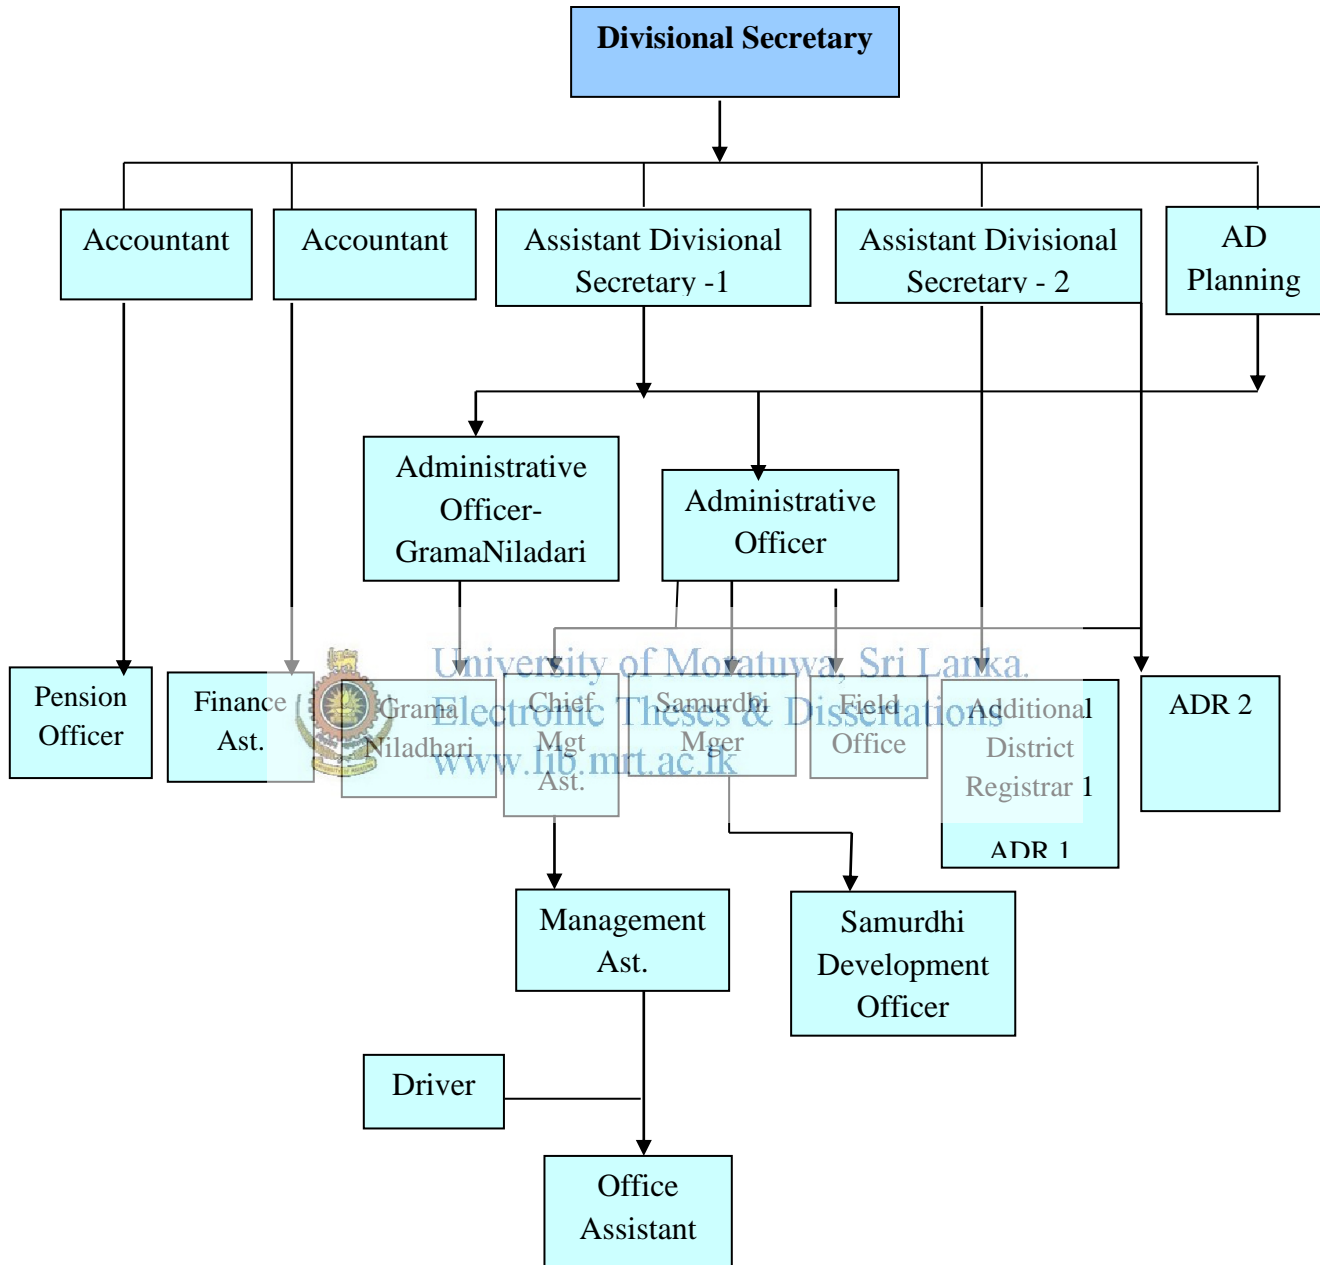 Divisional Secretary
Accountant
Accountant
Assistant Divisional
Secretary -1
Assistant Divisional
Secretary - 2
AD
Planning
Administrative
Officer-
GramaNiladari
Administrative
Officer
University of Moratuwa, Sri Lanka.
Electronic Theses & Dissertations
www.lib.mrt.ac.lk
Pension
Officer
Finance
Ast.
Grama
Niladhari
Chief
Mgt
Ast.
Samurdhi
Mger
Field
Office
Additional
District
Registrar 1
ADR 1
ADR 2
Management
Ast.
Samurdhi
Development
Officer
Driver
Office
Assistant